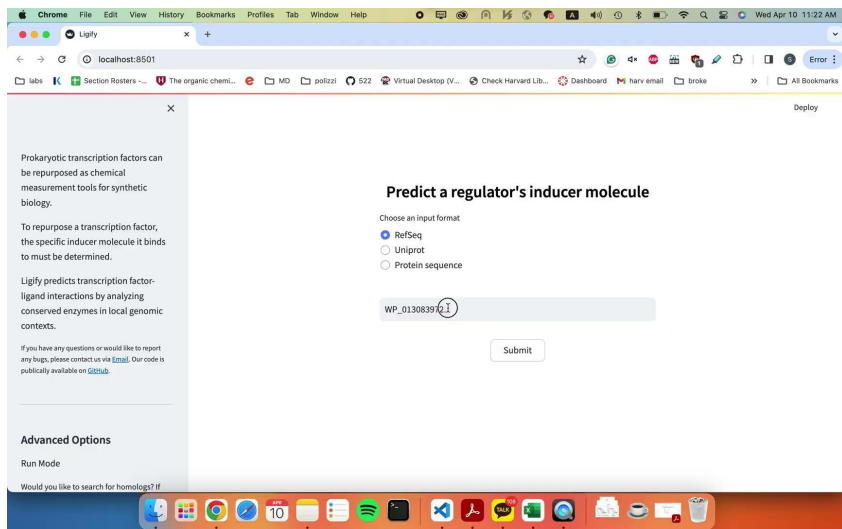 Chrome File Edit View History Bookmarks Profiles Tab Window Help Wed Apr 10 11:22 AM
Ligify
localhost:8501 Error
labs Section Rosters -... The organic chemi... MD polizzi 522 Virtual Desktop (V... Check Harvard Lib... Dashboard harv email broke » All Bookmarks
Deploy
Prokaryotic transcription factors can
be repurposed as chemical
measurement tools for synthetic
biology.
To repurpose a transcription factor,
the specific inducer molecule it binds
to must be determined.
Ligify predicts transcription factor-
ligand interactions by analyzing
conserved enzymes in local genomic
contexts.
If you have any questions or would like to report
any bugs, please contact us via Email. Our code is
publically available on GitHub.
Advanced Options
Run Mode
Would you like to search for homologs? If
Predict a regulator's inducer molecule
Choose an input format
RefSeq
Uniprot
Protein sequence
WP_013083972.1
Submit
APR
10
TALK